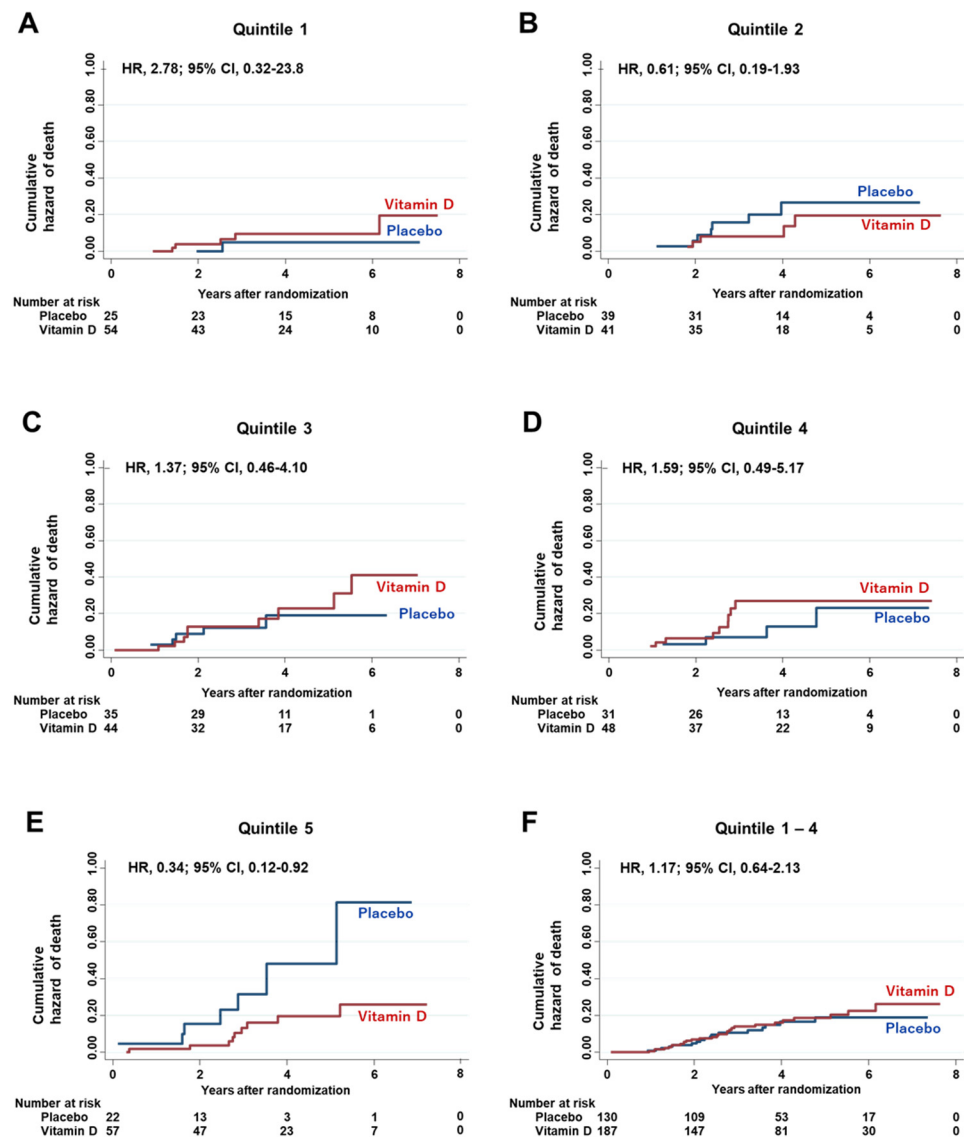 A
Quintile 1
HR, 2.78; 95% CI, 0.32-23.8
Cumulative
hazard of death
1.00
0.80
0.60
0.40
0.20
0.00
Vitamin D
Placebo
0 2 4 6 8
Years after randomization
Number at risk
Placebo 25 23 15 8 0
Vitamin D 54 43 24 10 0
B
Quintile 2
HR, 0.61; 95% CI, 0.19-1.93
Cumulative
hazard of death
1.00
0.80
0.60
0.40
0.20
0.00
Placebo
Vitamin D
0 2 4 6 8
Years after randomization
Number at risk
Placebo 39 31 14 4 0
Vitamin D 41 35 18 5 0
C
Quintile 3
HR, 1.37; 95% CI, 0.46-4.10
Cumulative
hazard of death
1.00
0.80
0.60
0.40
0.20
0.00
Vitamin D
Placebo
0 2 4 6 8
Years after randomization
Number at risk
Placebo 35 29 11 1 0
Vitamin D 44 32 17 6 0
D
Quintile 4
HR, 1.59; 95% CI, 0.49-5.17
Cumulative
hazard of death
1.00
0.80
0.60
0.40
0.20
0.00
Vitamin D
Placebo
0 2 4 6 8
Years after randomization
Number at risk
Placebo 31 26 13 4 0
Vitamin D 48 37 22 9 0
E
Quintile 5
HR, 0.34; 95% CI, 0.12-0.92
Cumulative
hazard of death
1.00
0.80
0.60
0.40
0.20
0.00
Placebo
Vitamin D
0 2 4 6 8
Years after randomization
Number at risk
Placebo 22 13 3 1 0
Vitamin D 57 47 23 7 0
F
Quintile 1 – 4
HR, 1.17; 95% CI, 0.64-2.13
Cumulative
hazard of death
1.00
0.80
0.60
0.40
0.20
0.00
Vitamin D
Placebo
0 2 4 6 8
Years after randomization
Number at risk
Placebo 130 109 53 17 0
Vitamin D 187 147 81 30 0